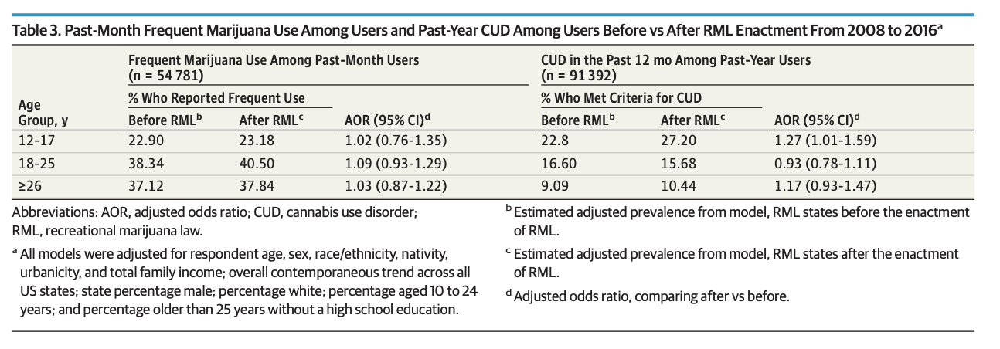 Table 3. Past-Month Frequent Marijuana Use Among Users and Past-Year CUD Among Users Before vs After RML Enactment From 2008 to 2016a
Age
Group, y
Frequent Marijuana Use Among Past-Month Users
(n = 54 781)
CUD in the Past 12 mo Among Past-Year Users
(n = 91 392)
% Who Reported Frequent Use
% Who Met Criteria for CUD
Before RMLb After RMLc AOR (95% CI)d Before RMLb After RMLc AOR (95% CI)d
12-17 22.90 23.18 1.02 (0.76-1.35) 22.8 27.20 1.27 (1.01-1.59)
18-25 38.34 40.50 1.09 (0.93-1.29) 16.60 15.68 0.93 (0.78-1.11)
≥26 37.12 37.84 1.03 (0.87-1.22) 9.09 10.44 1.17 (0.93-1.47)
Abbreviations: AOR, adjusted odds ratio; CUD, cannabis use disorder;
RML, recreational marijuana law.
a All models were adjusted for respondent age, sex, race/ethnicity, nativity,
urbanicity, and total family income; overall contemporaneous trend across all
US states; state percentage male; percentage white; percentage aged 10 to 24
years; and percentage older than 25 years without a high school education.
b Estimated adjusted prevalence from model, RML states before the enactment
of RML.
c Estimated adjusted prevalence from model, RML states after the enactment
of RML.
d Adjusted odds ratio, comparing after vs before.